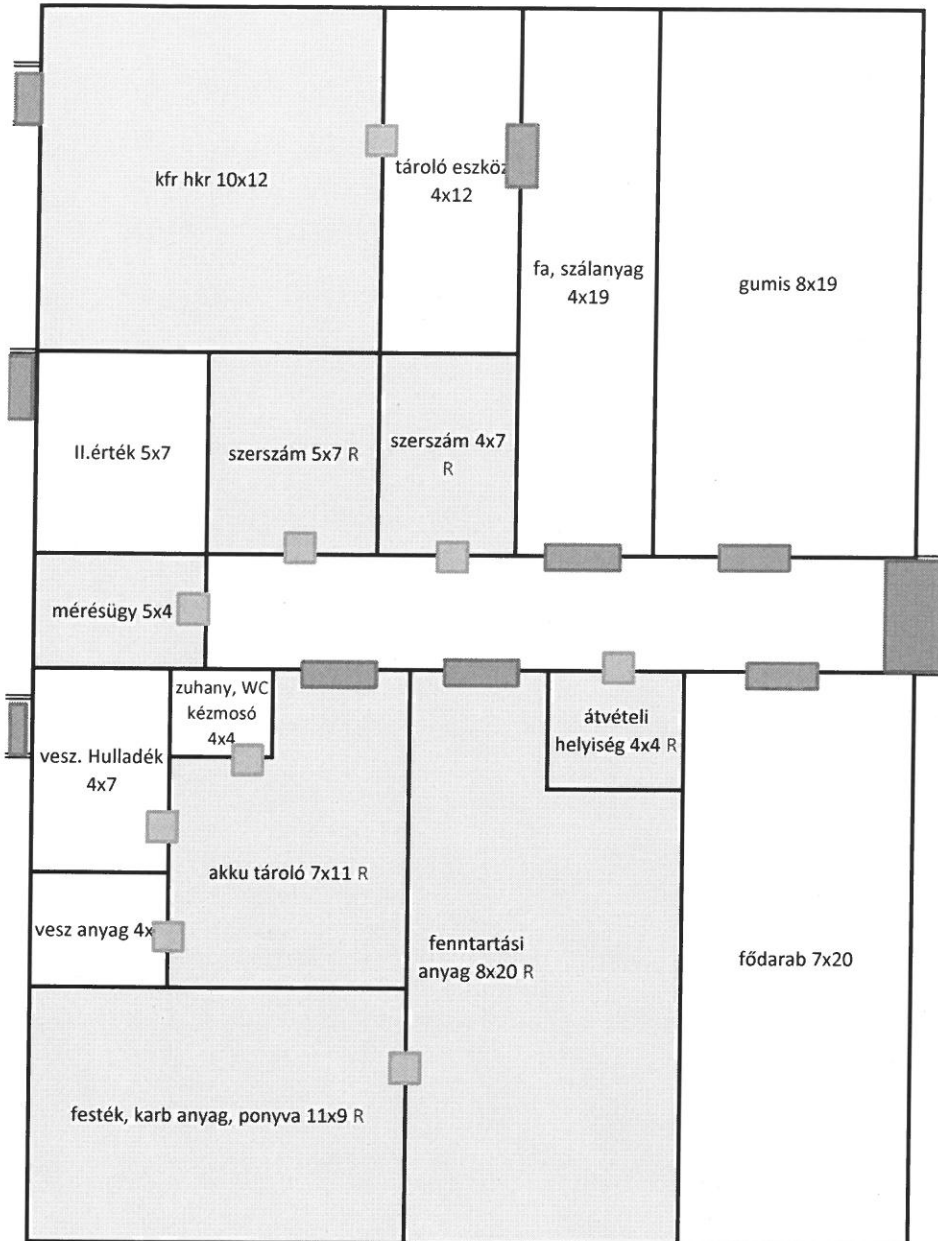 kfr hkr 10x12
tároló eszköz
4x12
fa, szálanyag
4x19
gumis 8x19
II.érték 5x7
szerszám 5x7 R
szerszám 4x7
R
mérésügy 5x4
zuhany, WC
kézmosó
4x4
vesz. Hulladék
4x7
átvételi
helyiség 4x4 R
akku tároló 7x11 R
vesz anyag 4x
fenntartási
anyag 8x20 R
fődarab 7x20
festék, karb anyag, ponyva 11x9 R